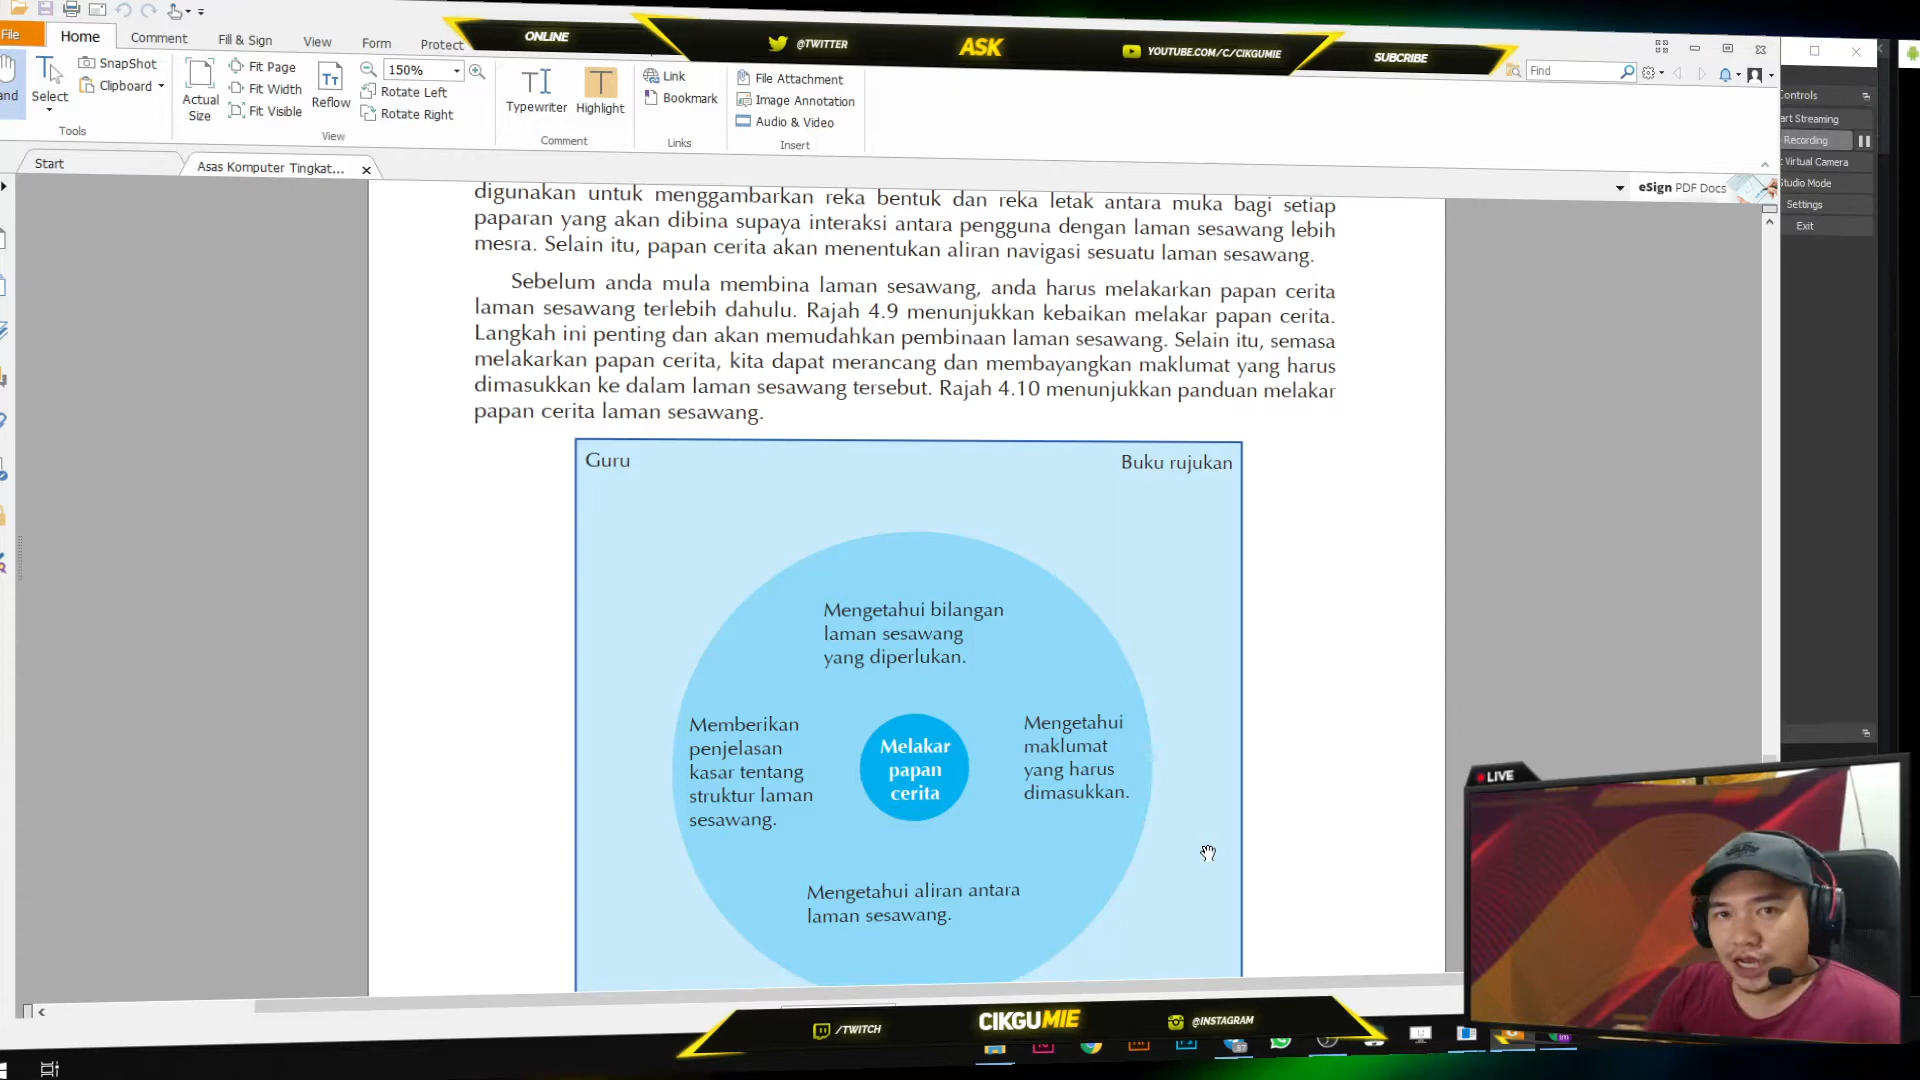 ONLINE
@TWITTER
ASK
YOUTUBE.COM/C/CIKGUMIE
SUBCRIBE
File
Home
Comment
Fill & Sign
View
Form
Protect
Find
Select
SnapShot
Clipboard
Tools
Actual
Size
Fit Page
Fit Width
Fit Visible
Reflow
150%
Rotate Left
Rotate Right
View
Typewriter
Highlight
Comment
Link
Bookmark
Links
File Attachment
Image Annotation
Audio & Video
Insert
Start
Asas Komputer Tingkat...
eSign PDF Docs
Recording
Virtual Camera
Settings
Exit
digunakan untuk menggambarkan reka bentuk dan reka letak antara muka bagi setiap
paparan yang akan dibina supaya interaksi antara pengguna dengan laman sesawang lebih
mesra. Selain itu, papan cerita akan menentukan aliran navigasi sesuatu laman sesawang.
Sebelum anda mula membina laman sesawang, anda harus melakarkan papan cerita
laman sesawang terlebih dahulu. Rajah 4.9 menunjukkan kebaikan melakar papan cerita.
Langkah ini penting dan akan memudahkan pembinaan laman sesawang. Selain itu, semasa
melakarkan papan cerita, kita dapat merancang dan membayangkan maklumat yang harus
dimasukkan ke dalam laman sesawang tersebut. Rajah 4.10 menunjukkan panduan melakar
papan cerita laman sesawang.
Guru
Buku rujukan
Mengetahui bilangan
laman sesawang
yang diperlukan.
Memberikan
penjelasan
kasar tentang
struktur laman
sesawang.
Melakar
papan
cerita
Mengetahui
maklumat
yang harus
dimasukkan.
Mengetahui aliran antara
laman sesawang.
LIVE
/TWITCH
CIKGUMIE
@INSTAGRAM